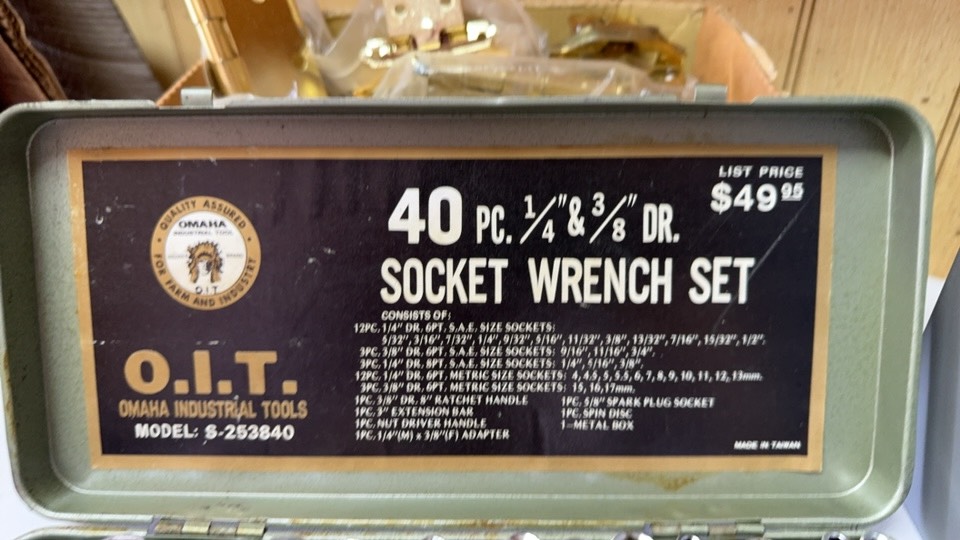 LIST PRICE
$49 95
40 PC. 1/4" & 3/8" DR.
SOCKET WRENCH SET
QUALITY ASSURED
OMAHA
INDUSTRIAL TOOL
O.I.T
FOR FARM AND INDUSTRY
O.I.T.
OMAHA INDUSTRIAL TOOLS
MODEL: S-253840
CONSISTS OF:
12PC. 1/4" DR. 6PT. S.A.E. SIZE SOCKETS:
5/32", 3/16", 7/32", 1/4", 9/32", 5/16", 11/32", 3/8", 13/32", 7/16", 15/32", 1/2".
3PC. 3/8" DR. 6PT. S.A.E. SIZE SOCKETS: 9/16", 11/16", 3/4".
3PC. 1/4" DR. 8PT. S.A.E. SIZE SOCKETS: 1/4", 5/16", 3/8".
12PC. 1/4" DR. 6PT. METRIC SIZE SOCKETS: 4, 4.5, 5, 5.5, 6, 7, 8, 9, 10, 11, 12, 13mm.
3PC. 3/8" DR. 6PT. METRIC SIZE SOCKETS: 15, 16, 17mm.
1PC. 3/8" DR. 8" RATCHET HANDLE
1PC. 3" EXTENSION BAR
1PC. NUT DRIVER HANDLE
1PC. 1/4"(M) x 3/8"(F) ADAPTER
1PC. 5/8" SPARK PLUG SOCKET
1PC. SPIN DISC
1-METAL BOX
MADE IN TAIWAN